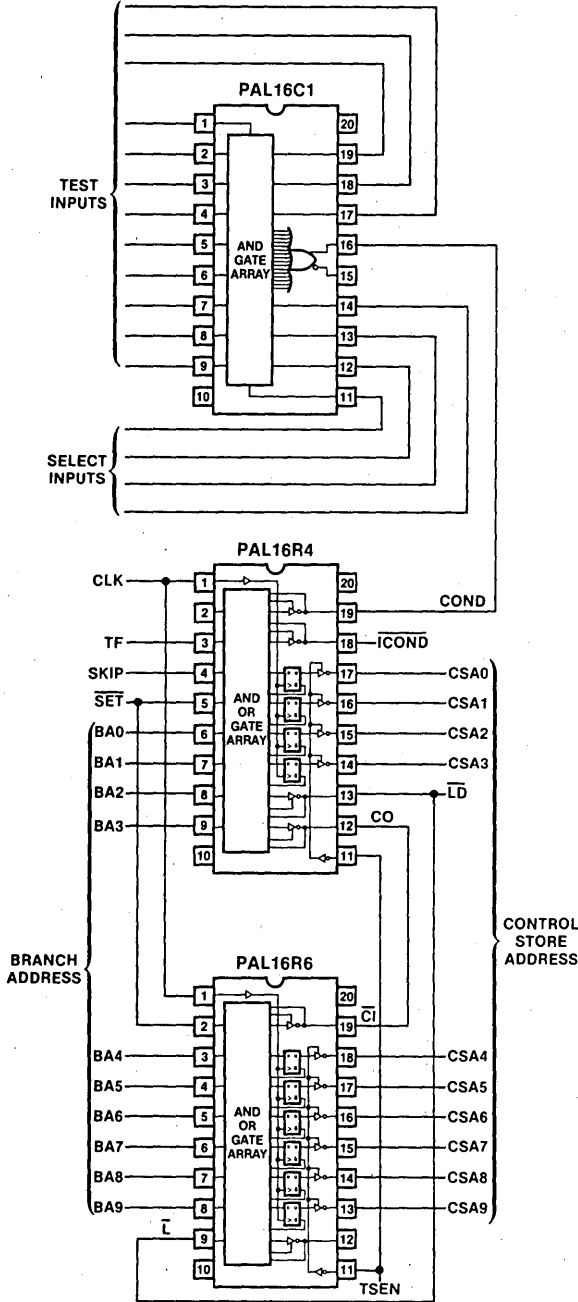 PAL16C1
1
20
2
19
3
18
4
17
5
16
6
15
7
14
8
13
9
12
10
11
TEST
INPUTS
AND
GATE
ARRAY
SELECT
INPUTS
PAL16R4
CLK
1
20
2
19
COND
TF
3
18
ICOND
SKIP
4
17
CSA0
SET
5
16
CSA1
BA0
6
15
CSA2
BA1
7
14
CSA3
BA2
8
13
LD
BA3
9
12
CO
10
11
AND
OR
GATE
ARRAY
BRANCH
ADDRESS
CONTROL
STORE
ADDRESS
PAL16R6
1
20
2
19
CI
BA4
3
18
CSA4
BA5
4
17
CSA5
BA6
5
16
CSA6
BA7
6
15
CSA7
BA8
7
14
CSA8
BA9
8
13
CSA9
L
9
12
10
11
TSEN
AND
OR
GATE
ARRAY